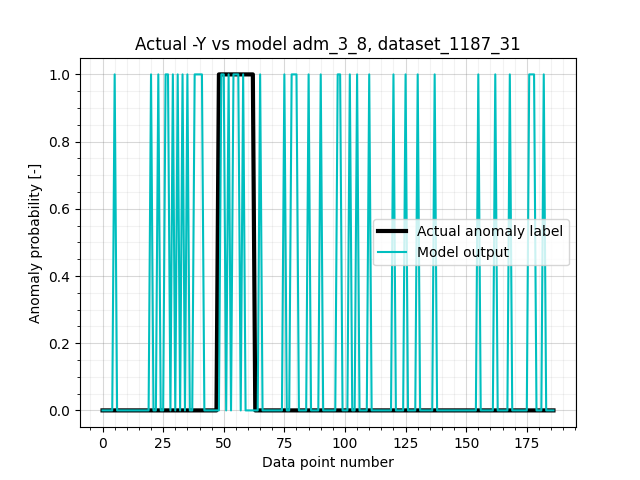 Actual -Y vs model adm_3_8, dataset_1187_31
Anomaly probability [-]
1.0
0.8
0.6
0.4
0.2
0.0
Actual anomaly label
Model output
0 25 50 75 100 125 150 175
Data point number